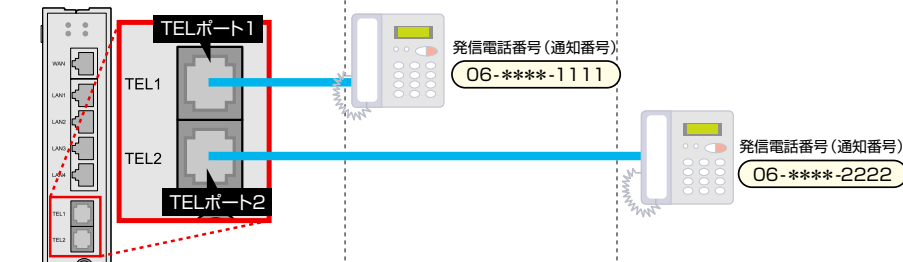 WAN
LAN1
LAN2
LAN3
LAN4
TEL1
TEL2
TELポート1
TEL1
TEL2
TELポート2
発信電話番号(通知番号)
06-****-1111
発信電話番号(通知番号)
06-****-2222